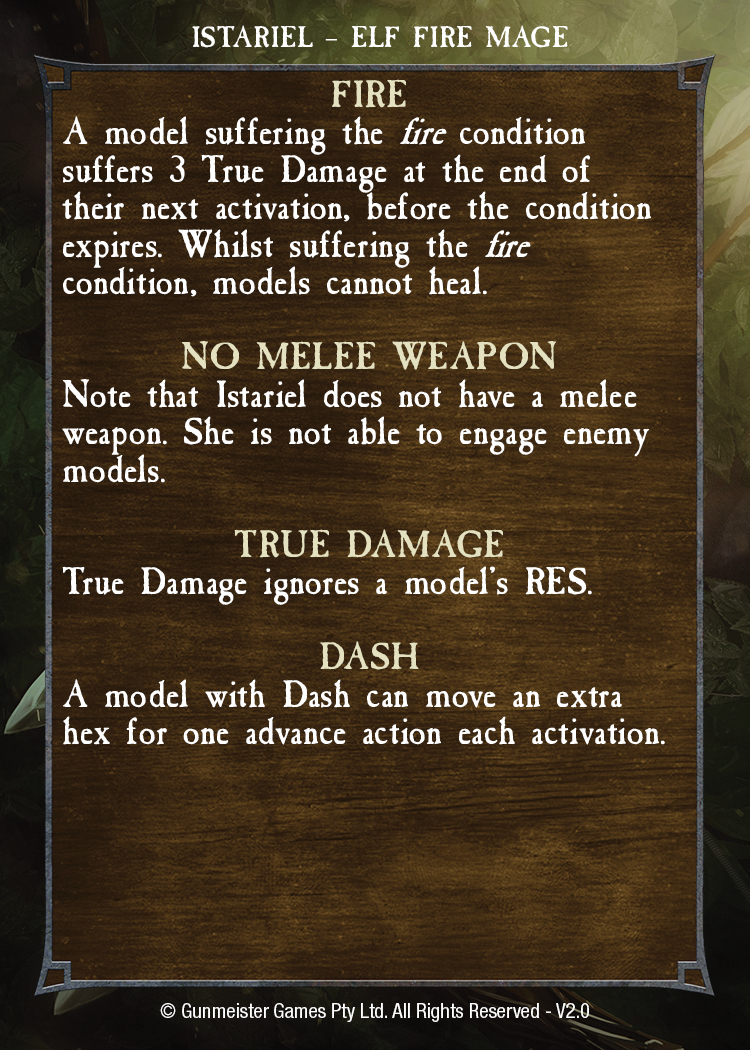 ISTARIEL – ELF FIRE MAGE
FIRE
A model suffering the fire condition
suffers 3 True Damage at the end of
their next activation, before the condition
expires. Whilst suffering the fire
condition, models cannot heal.
NO MELEE WEAPON
Note that Istariel does not have a melee
weapon. She is not able to engage enemy
models.
TRUE DAMAGE
True Damage ignores a model's RES.
DASH
A model with Dash can move an extra
hex for one advance action each activation.
© Gunmeister Games Pty Ltd. All Rights Reserved - V2.0